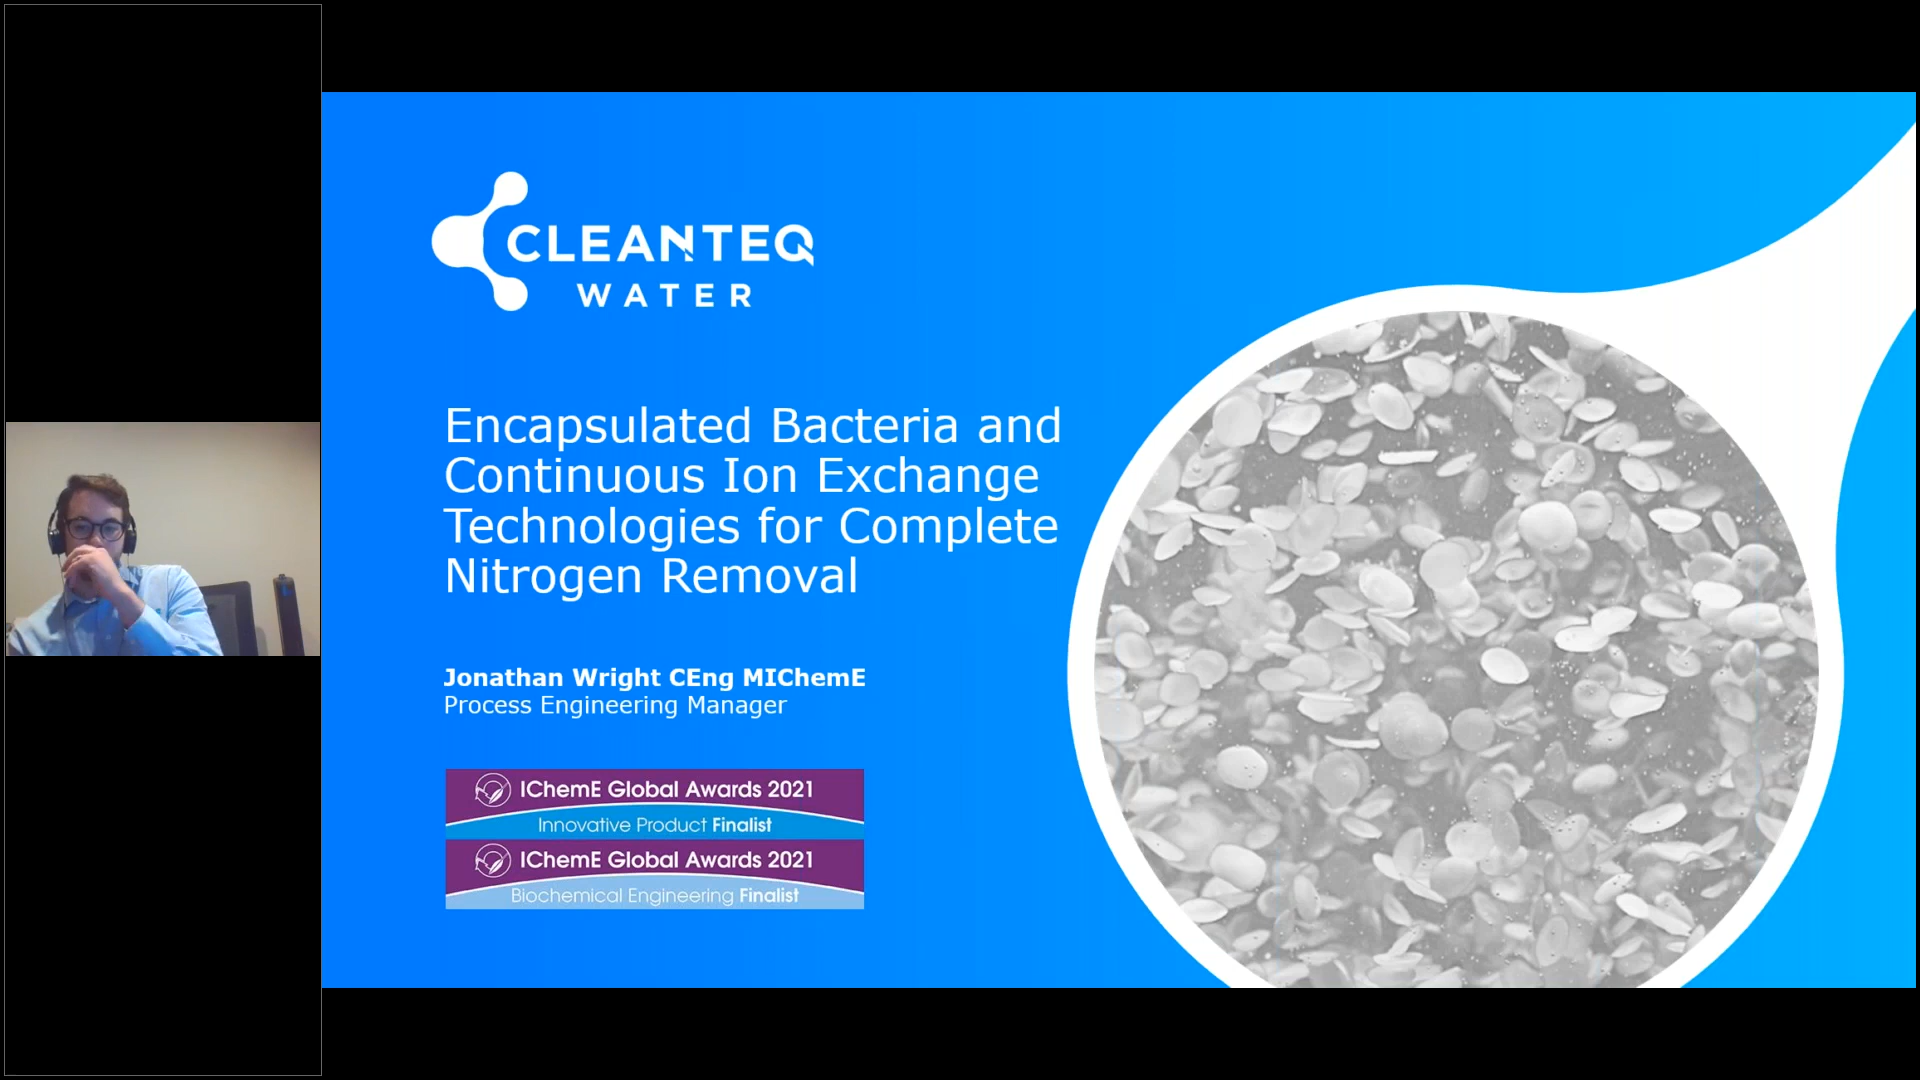 CLEANTEQ
WATER
Encapsulated Bacteria and
Continuous Ion Exchange
Technologies for Complete
Nitrogen Removal
Jonathan Wright CEng MIChemE
Process Engineering Manager
IChemE Global Awards 2021
Innovative Product Finalist
IChemE Global Awards 2021
Biochemical Engineering Finalist